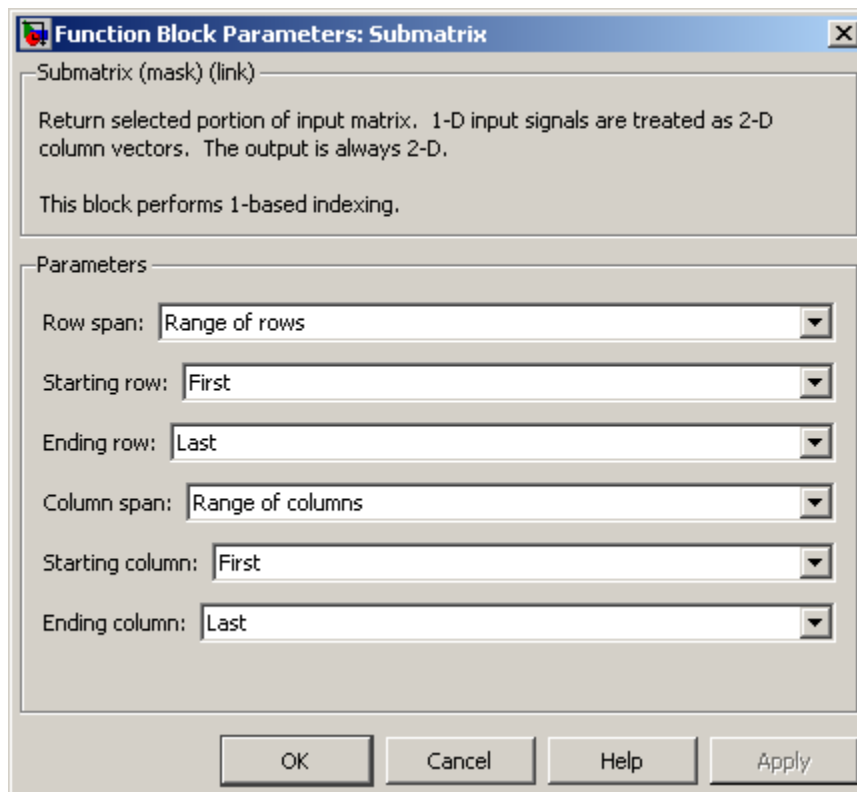 Function Block Parameters: Submatrix
Submatrix (mask) (link)
Return selected portion of input matrix.  1-D input signals are treated as 2-D
column vectors.  The output is always 2-D.
This block performs 1-based indexing.
Parameters
Row span: Range of rows
Starting row: First
Ending row: Last
Column span: Range of columns
Starting column: First
Ending column: Last
OK Cancel Help Apply